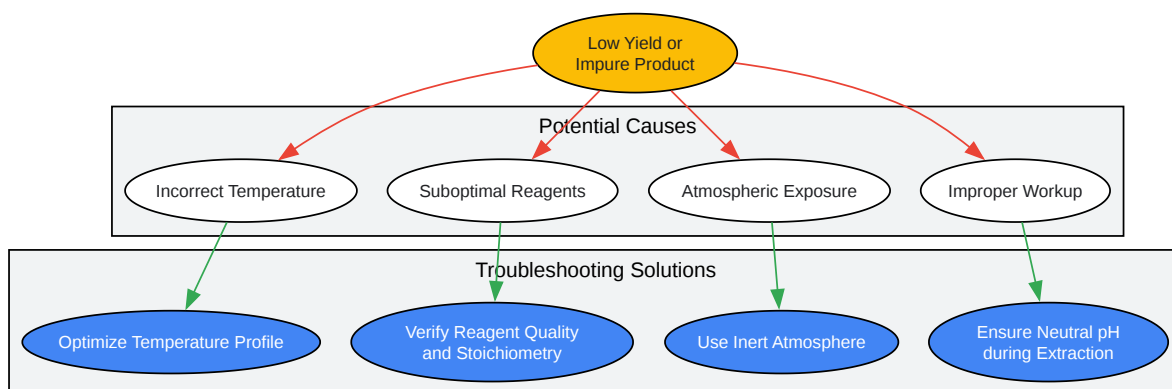 Low Yield or
Impure Product
Potential Causes
Incorrect Temperature
Suboptimal Reagents
Atmospheric Exposure
Improper Workup
Troubleshooting Solutions
Optimize Temperature Profile
Verify Reagent Quality
and Stoichiometry
Use Inert Atmosphere
Ensure Neutral pH
during Extraction